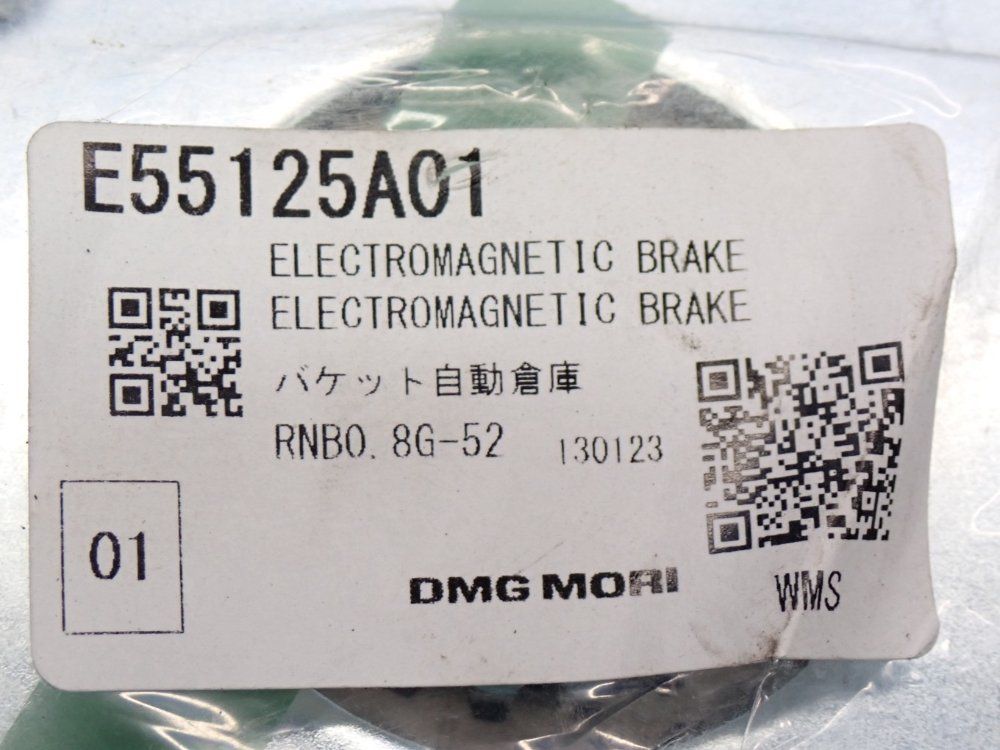 E55125A01
ELECTROMAGNETIC BRAKE
ELECTROMAGNETIC BRAKE
バケット自動倉庫
RNB0.8G-52 130123
01
DMG MORI
WMS